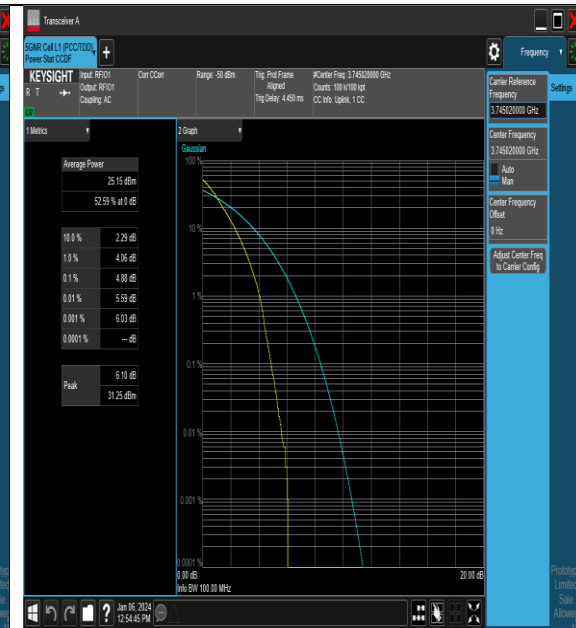 Transceiver A
5GNR Cell L1 (PCC/TDD),
Power Stat CCDF
Frequency
Settings
KEYSIGHT
R T
Input: RFIO1
Output: RFIO1
Coupling: AC
Corr CCorr
Range: -50 dBm
Trig: Prot Frame
Aligned
Trig Delay: 4.450 ms
#Center Freq: 3.745020000 GHz
Counts: 100 k/100 kpt
CC Info: Uplink, 1 CC
1 Metrics
2 Graph
Average Power
25.15 dBm
52.59 % at 0 dB
10.0 % 2.29 dB
1.0 % 4.06 dB
0.1 % 4.88 dB
0.01 % 5.59 dB
0.001 % 6.03 dB
0.0001 % --- dB
Peak
6.10 dB
31.25 dBm
Gaussian
100 %
10 %
1 %
0.1 %
0.01 %
0.001 %
0.0001 %
0.00 dB
20.00 dB
Info BW 100.00 MHz
Carrier Reference
Frequency
3.745020000 GHz
Center Frequency
3.745020000 GHz
Auto
Man
Center Frequency
Offset
0 Hz
Adjust Center Freq
to Carrier Config
Jan 06, 2024
12:54:45 PM